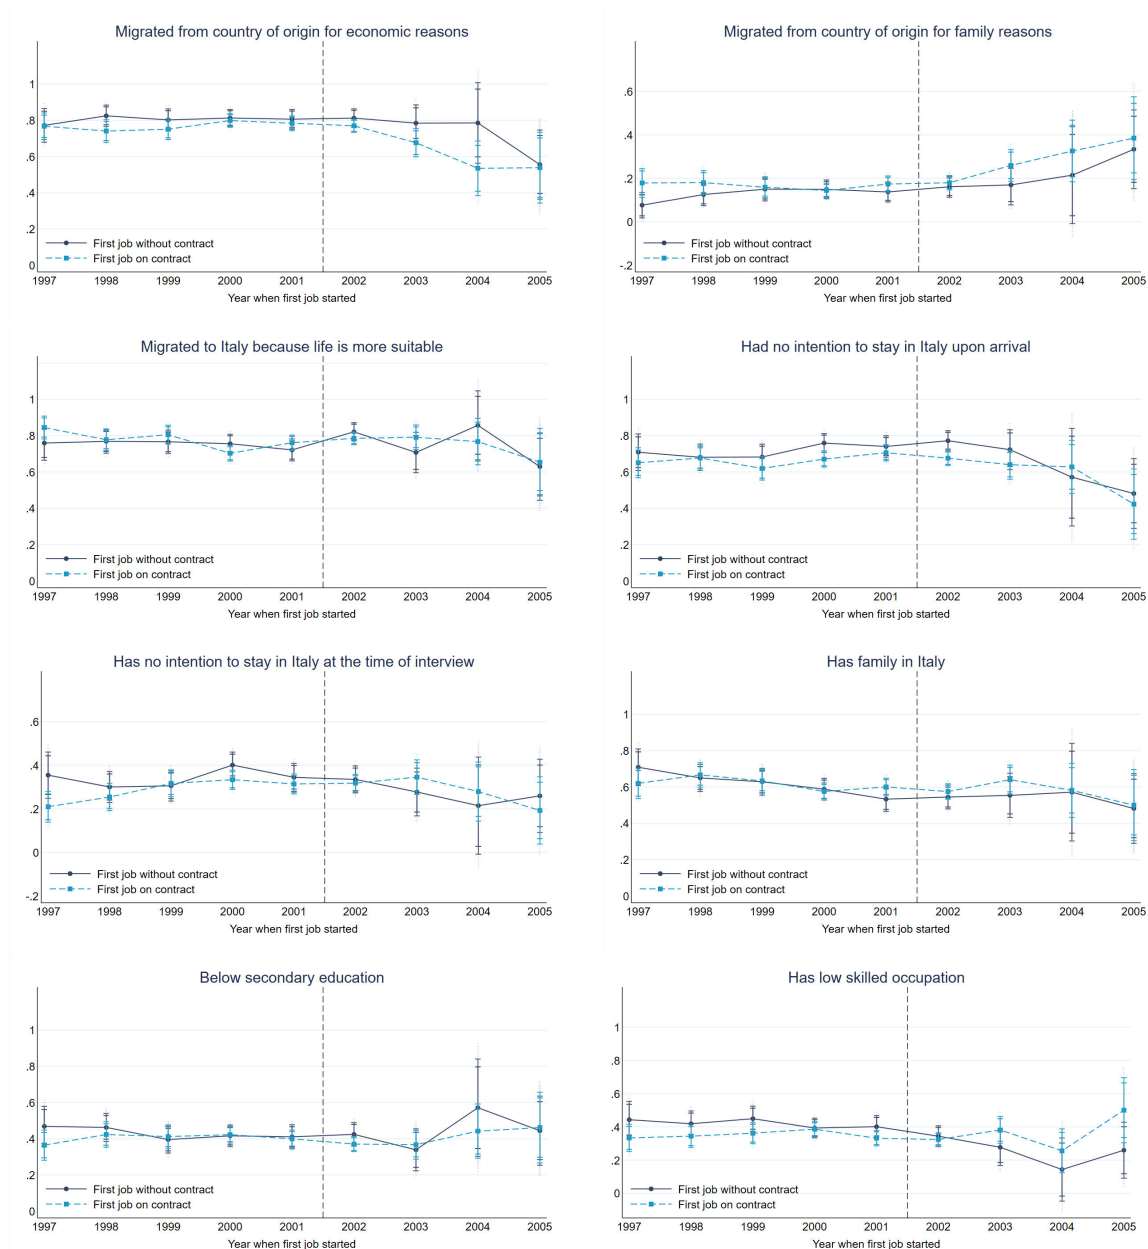 Migrated from country of origin for economic reasons
1
.8
.6
.4
.2
0
First job without contract
First job on contract
1997 1998 1999 2000 2001 2002 2003 2004 2005
Year when first job started
Migrated from country of origin for family reasons
.6
.4
.2
0
-.2
First job without contract
First job on contract
1997 1998 1999 2000 2001 2002 2003 2004 2005
Year when first job started
Migrated to Italy because life is more suitable
1
.8
.6
.4
.2
0
First job without contract
First job on contract
1997 1998 1999 2000 2001 2002 2003 2004 2005
Year when first job started
Had no intention to stay in Italy upon arrival
1
.8
.6
.4
.2
0
First job without contract
First job on contract
1997 1998 1999 2000 2001 2002 2003 2004 2005
Year when first job started
Has no intention to stay in Italy at the time of interview
.6
.4
.2
0
-.2
First job without contract
First job on contract
1997 1998 1999 2000 2001 2002 2003 2004 2005
Year when first job started
Has family in Italy
1
.8
.6
.4
.2
0
First job without contract
First job on contract
1997 1998 1999 2000 2001 2002 2003 2004 2005
Year when first job started
Below secondary education
1
.8
.6
.4
.2
0
First job without contract
First job on contract
1997 1998 1999 2000 2001 2002 2003 2004 2005
Year when first job started
Has low skilled occupation
1
.8
.6
.4
.2
0
First job without contract
First job on contract
1997 1998 1999 2000 2001 2002 2003 2004 2005
Year when first job started